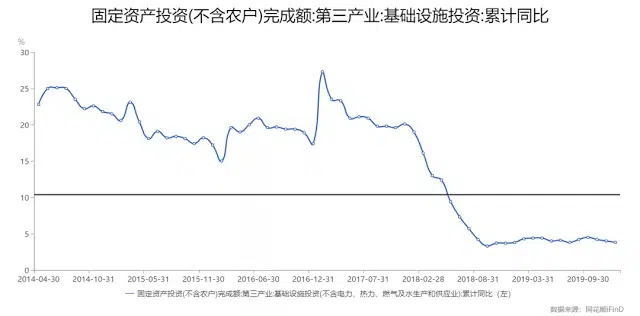 固定资产投资(不含农户)完成额:第三产业:基础设施投资:累计同比
%
30
25
20
15
10
5
0
2014-04-30 2014-10-31 2015-05-31 2015-11-30 2016-06-30 2016-12-31 2017-07-31 2018-02-28 2018-08-31 2019-03-31 2019-09-30
— 固定资产投资(不含农户)完成额:第三产业:基础设施投资(不含电力、热力、燃气及水生产和供应业):累计同比（左）
数据来源：同花顺iFinD